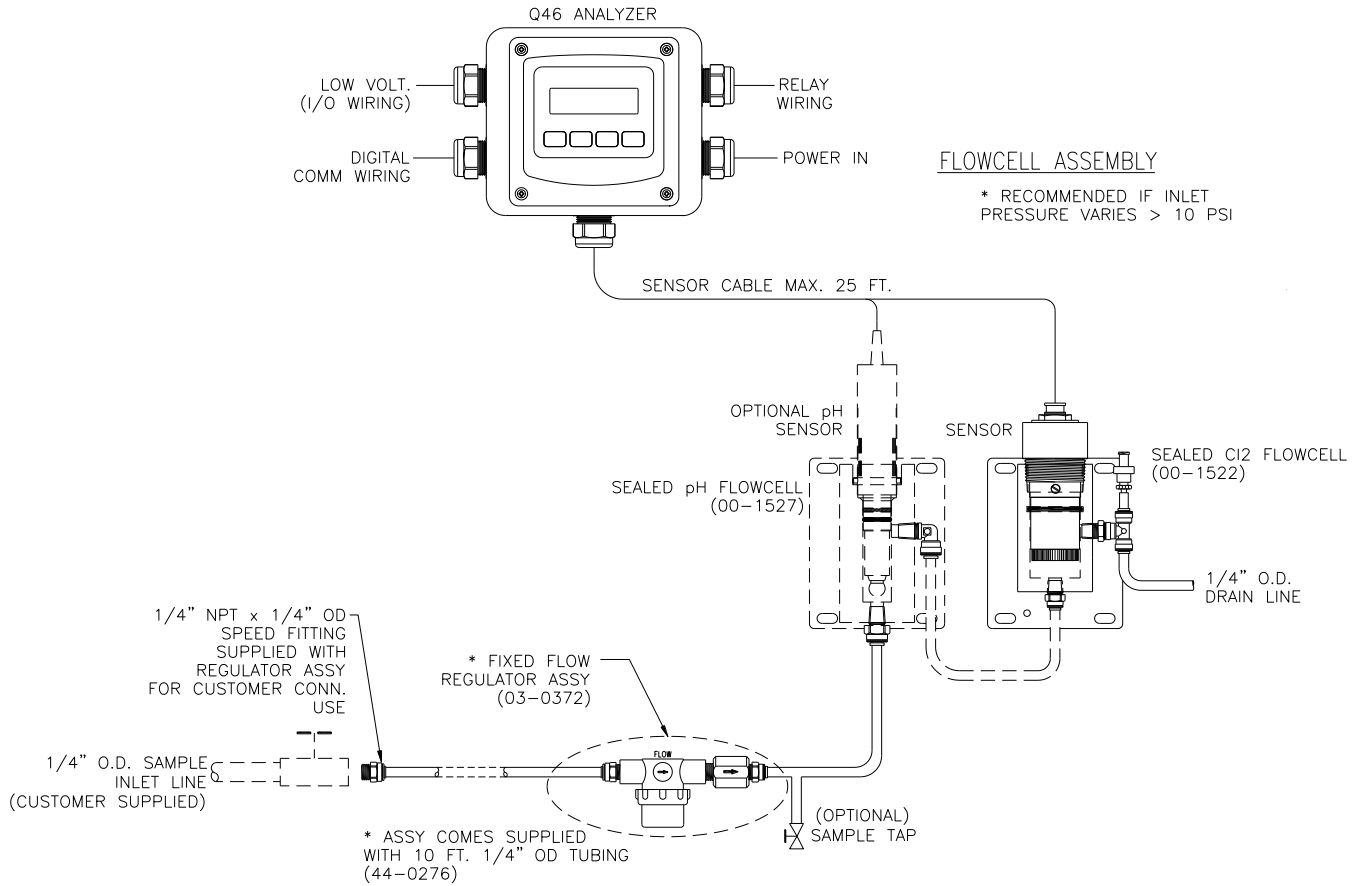 Q46 ANALYZER
LOW VOLT.
(I/O WIRING)
RELAY
WIRING
DIGITAL
COMM WIRING
POWER IN
FLOWCELL ASSEMBLY
* RECOMMENDED IF INLET
PRESSURE VARIES > 10 PSI
SENSOR CABLE MAX. 25 FT.
OPTIONAL pH
SENSOR
SENSOR
SEALED Cl2 FLOWCELL
(00-1522)
SEALED pH FLOWCELL
(00-1527)
1/4" O.D.
DRAIN LINE
1/4" NPT x 1/4" OD
SPEED FITTING
SUPPLIED WITH
REGULATOR ASSY
FOR CUSTOMER CONN.
USE
* FIXED FLOW
REGULATOR ASSY
(03-0372)
FLOW
1/4" O.D. SAMPLE
INLET LINE
(CUSTOMER SUPPLIED)
(OPTIONAL)
SAMPLE TAP
* ASSY COMES SUPPLIED
WITH 10 FT. 1/4" OD TUBING
(44-0276)